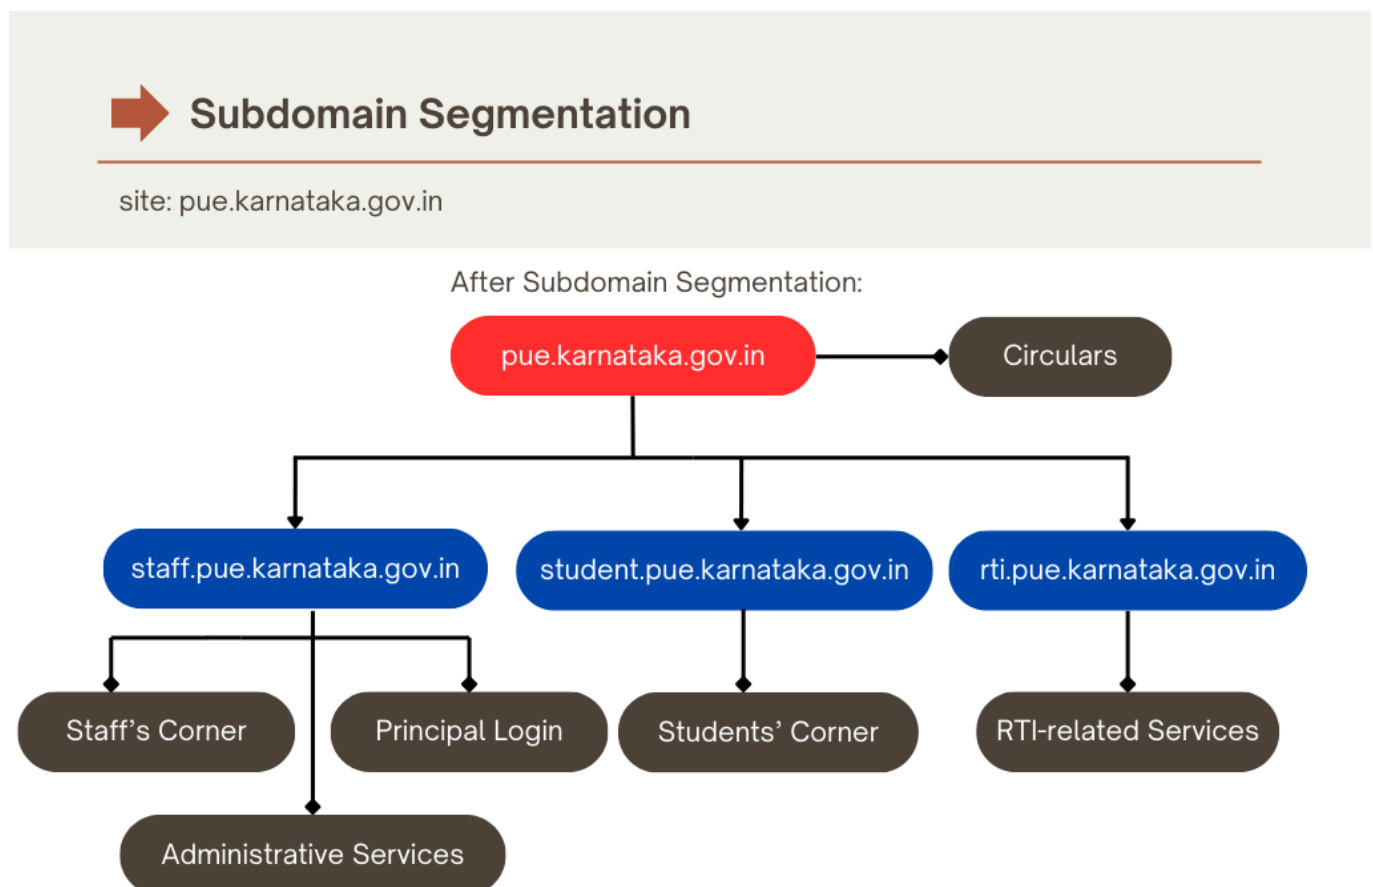 Subdomain Segmentation
site: pue.karnataka.gov.in
After Subdomain Segmentation:
pue.karnataka.gov.in
Circulars
staff.pue.karnataka.gov.in
student.pue.karnataka.gov.in
rti.pue.karnataka.gov.in
Staff’s Corner
Principal Login
Students’ Corner
RTI-related Services
Administrative Services